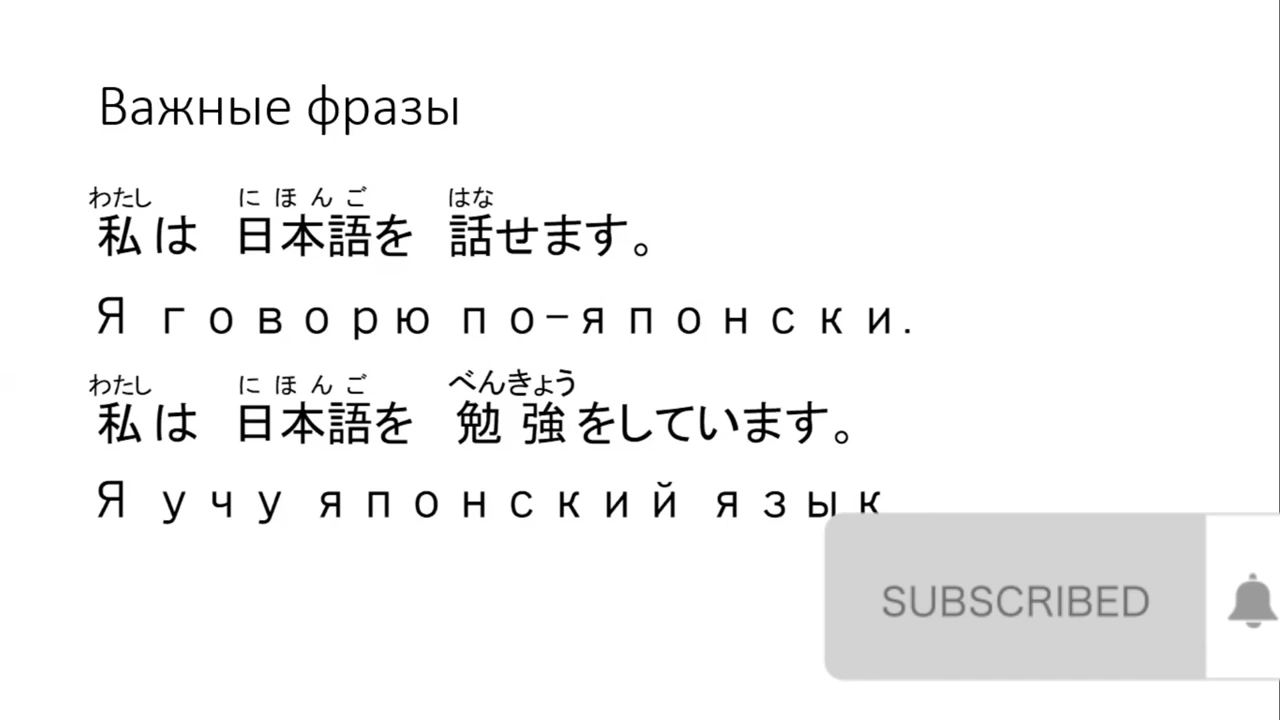 Важные фразы
わたし にほんご はな
私は 日本語を 話せます。
Я говорю по-японски.
わたし にほんご べんきょう
私は 日本語を 勉強をしています。
Я учу японский язык
SUBSCRIBED